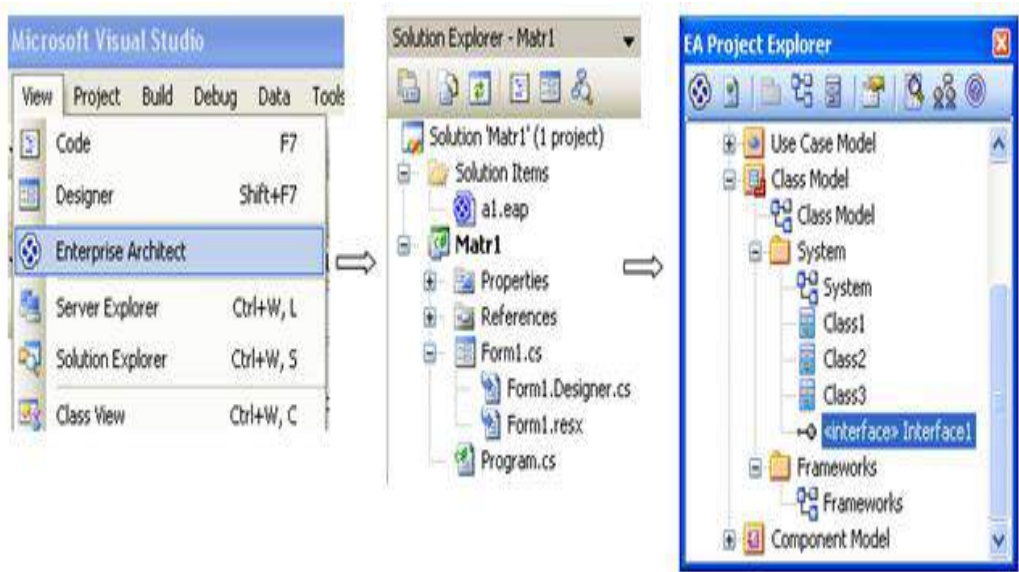 Microsoft Visual Studio
View Project Build Debug Data Tools
Code F7
Designer Shift+F7
Enterprise Architect
Server Explorer Ctrl+W, L
Solution Explorer Ctrl+W, S
Class View Ctrl+W, C
Solution Explorer - Matr1
Solution 'Matr1' (1 project)
Solution Items
a1.eap
Matr1
Properties
References
Form1.cs
Form1.Designer.cs
Form1.resx
Program.cs
EA Project Explorer
Use Case Model
Class Model
Class Model
System
System
Class1
Class2
Class3
«interface» Interface1
Frameworks
Frameworks
Component Model